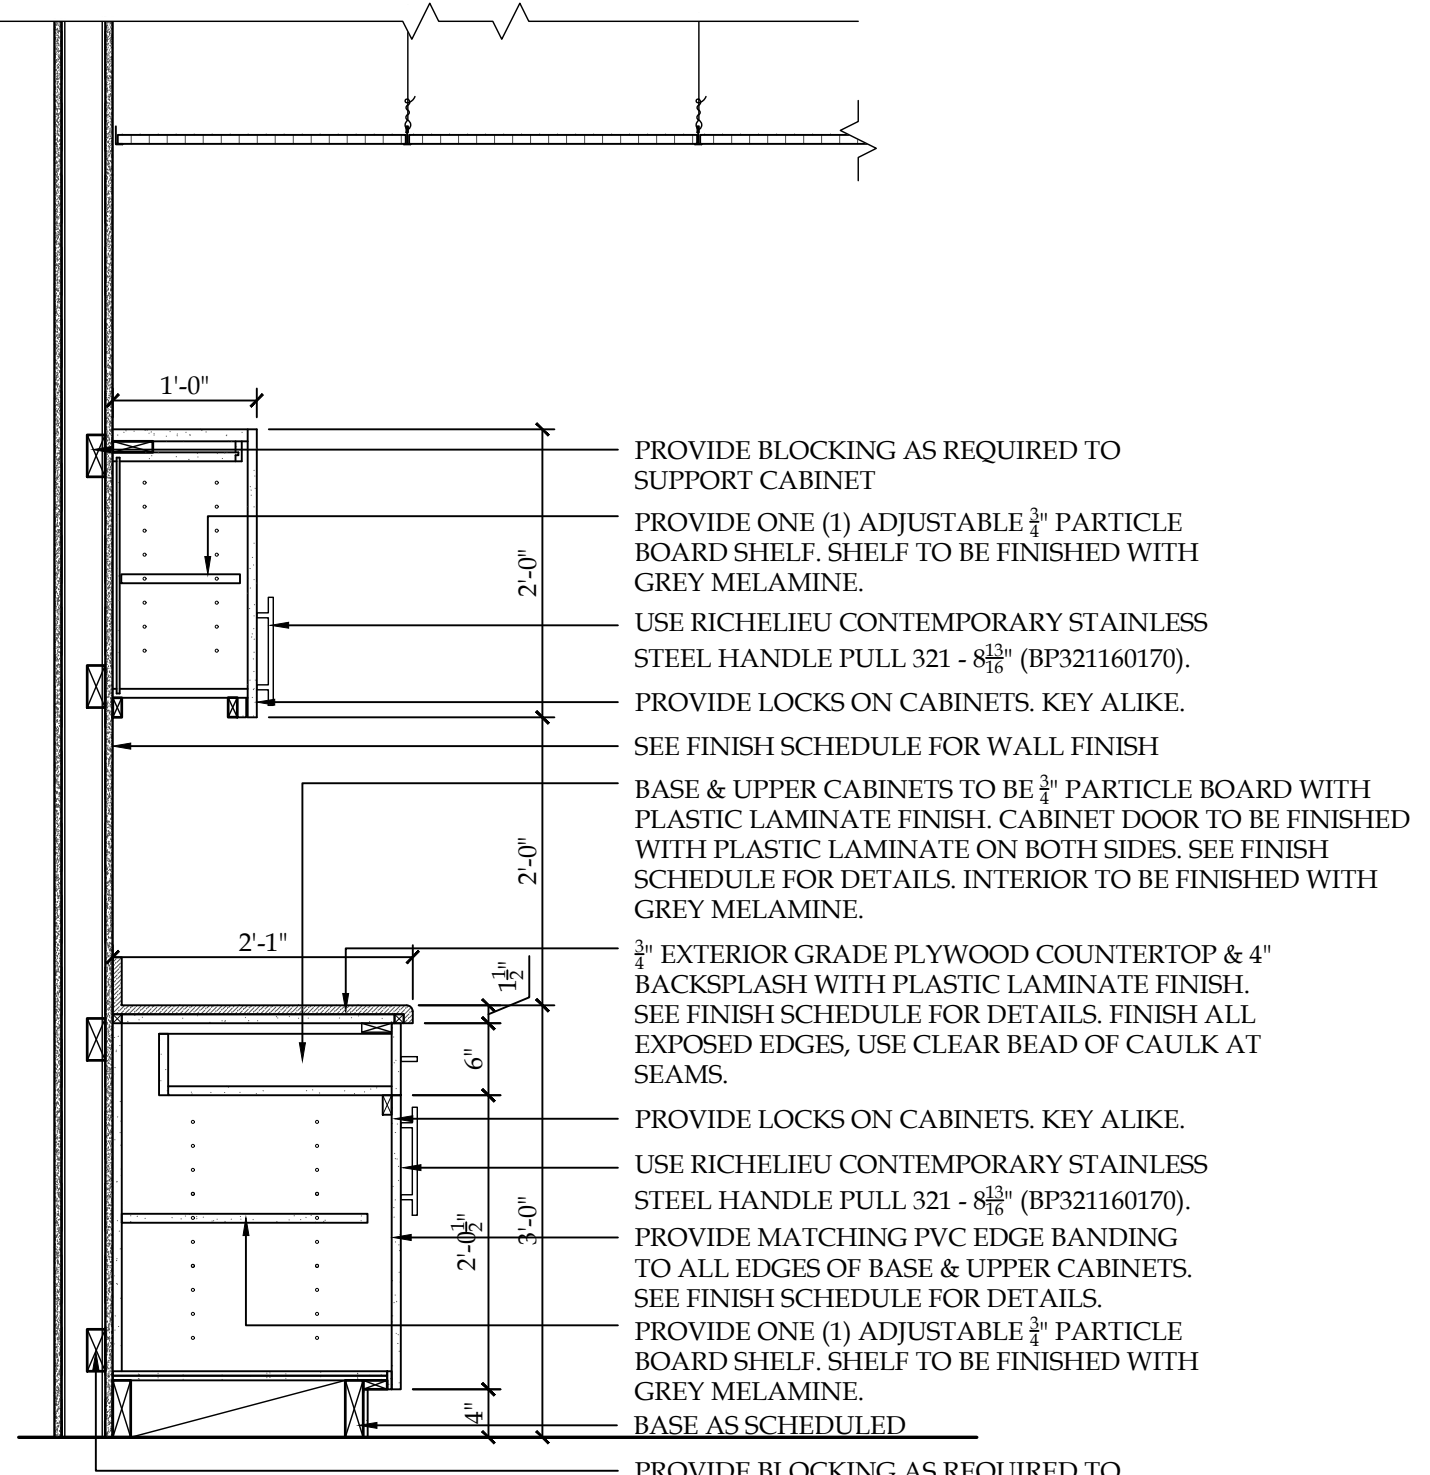 1'-0"
PROVIDE BLOCKING AS REQUIRED TO
SUPPORT CABINET
PROVIDE ONE (1) ADJUSTABLE 3/4" PARTICLE
BOARD SHELF. SHELF TO BE FINISHED WITH
GREY MELAMINE.
2'-0"
USE RICHELIEU CONTEMPORARY STAINLESS
STEEL HANDLE PULL 321 - 8 13/16" (BP321160170).
PROVIDE LOCKS ON CABINETS. KEY ALIKE.
SEE FINISH SCHEDULE FOR WALL FINISH
BASE & UPPER CABINETS TO BE 3/4" PARTICLE BOARD WITH
PLASTIC LAMINATE FINISH. CABINET DOOR TO BE FINISHED
WITH PLASTIC LAMINATE ON BOTH SIDES. SEE FINISH
SCHEDULE FOR DETAILS. INTERIOR TO BE FINISHED WITH
GREY MELAMINE.
2'-0"
2'-1"
3/4" EXTERIOR GRADE PLYWOOD COUNTERTOP & 4"
BACKSPLASH WITH PLASTIC LAMINATE FINISH.
SEE FINISH SCHEDULE FOR DETAILS. FINISH ALL
EXPOSED EDGES, USE CLEAR BEAD OF CAULK AT
SEAMS.
1 1/2"
6"
PROVIDE LOCKS ON CABINETS. KEY ALIKE.
USE RICHELIEU CONTEMPORARY STAINLESS
STEEL HANDLE PULL 321 - 8 13/16" (BP321160170).
2'-0 1/2"
3'-0"
PROVIDE MATCHING PVC EDGE BANDING
TO ALL EDGES OF BASE & UPPER CABINETS.
SEE FINISH SCHEDULE FOR DETAILS.
PROVIDE ONE (1) ADJUSTABLE 3/4" PARTICLE
BOARD SHELF. SHELF TO BE FINISHED WITH
GREY MELAMINE.
4"
BASE AS SCHEDULED
PROVIDE BLOCKING AS REQUIRED TO